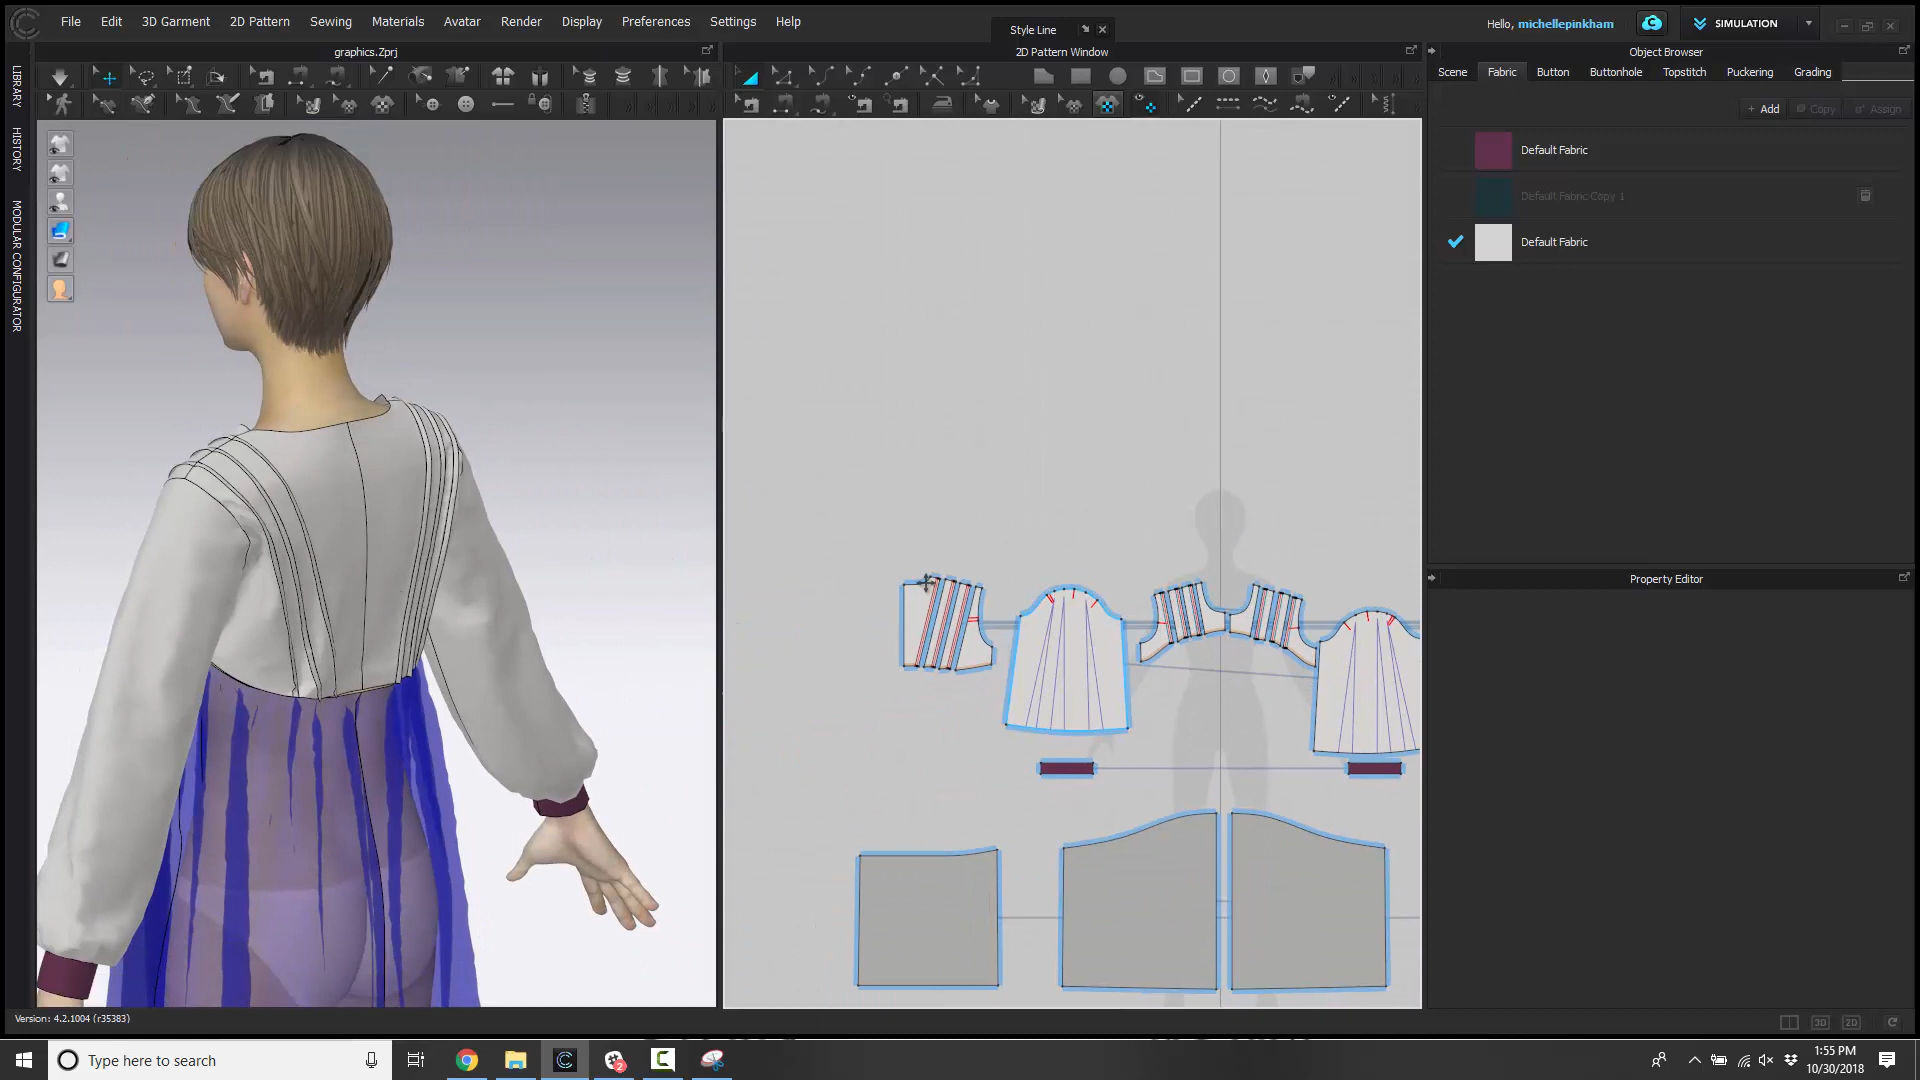 File Edit 3D Garment 2D Pattern Sewing Materials Avatar Render Display Preferences Settings Help
Style Line
Hello, michellepinkham
SIMULATION
graphics.Zprj
2D Pattern Window
Object Browser
LIBRARY
HISTORY
MODULAR CONFIGURATOR
Scene Fabric Button Buttonhole Topstitch Puckering Grading
+ Add Copy Assign
Default Fabric
Default Fabric Copy 1
Default Fabric
Property Editor
Version: 4.2.1004 (r35383)
3D 2D
Type here to search
2
1:55 PM
10/30/2018